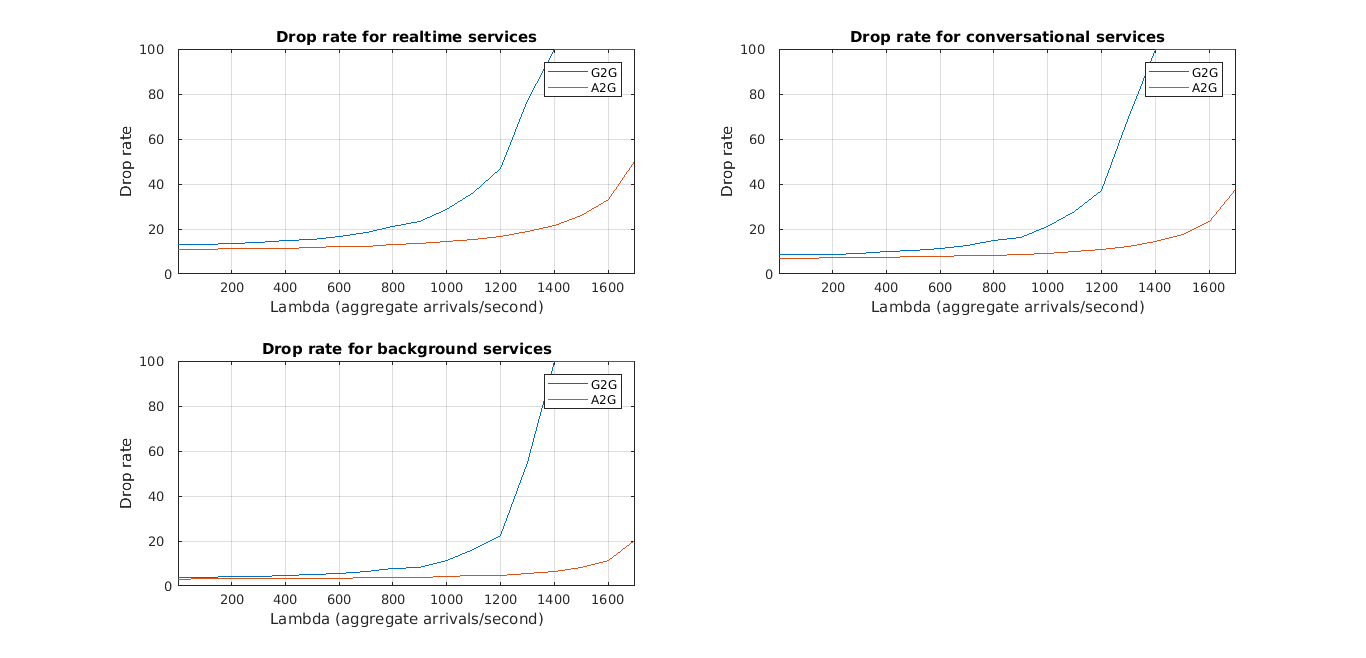 Drop rate for realtime services
100
80
60
40
20
0
Drop rate
G2G
A2G
200 400 600 800 1000 1200 1400 1600
Lambda (aggregate arrivals/second)
Drop rate for conversational services
100
80
60
40
20
0
Drop rate
G2G
A2G
200 400 600 800 1000 1200 1400 1600
Lambda (aggregate arrivals/second)
Drop rate for background services
100
80
60
40
20
0
Drop rate
G2G
A2G
200 400 600 800 1000 1200 1400 1600
Lambda (aggregate arrivals/second)